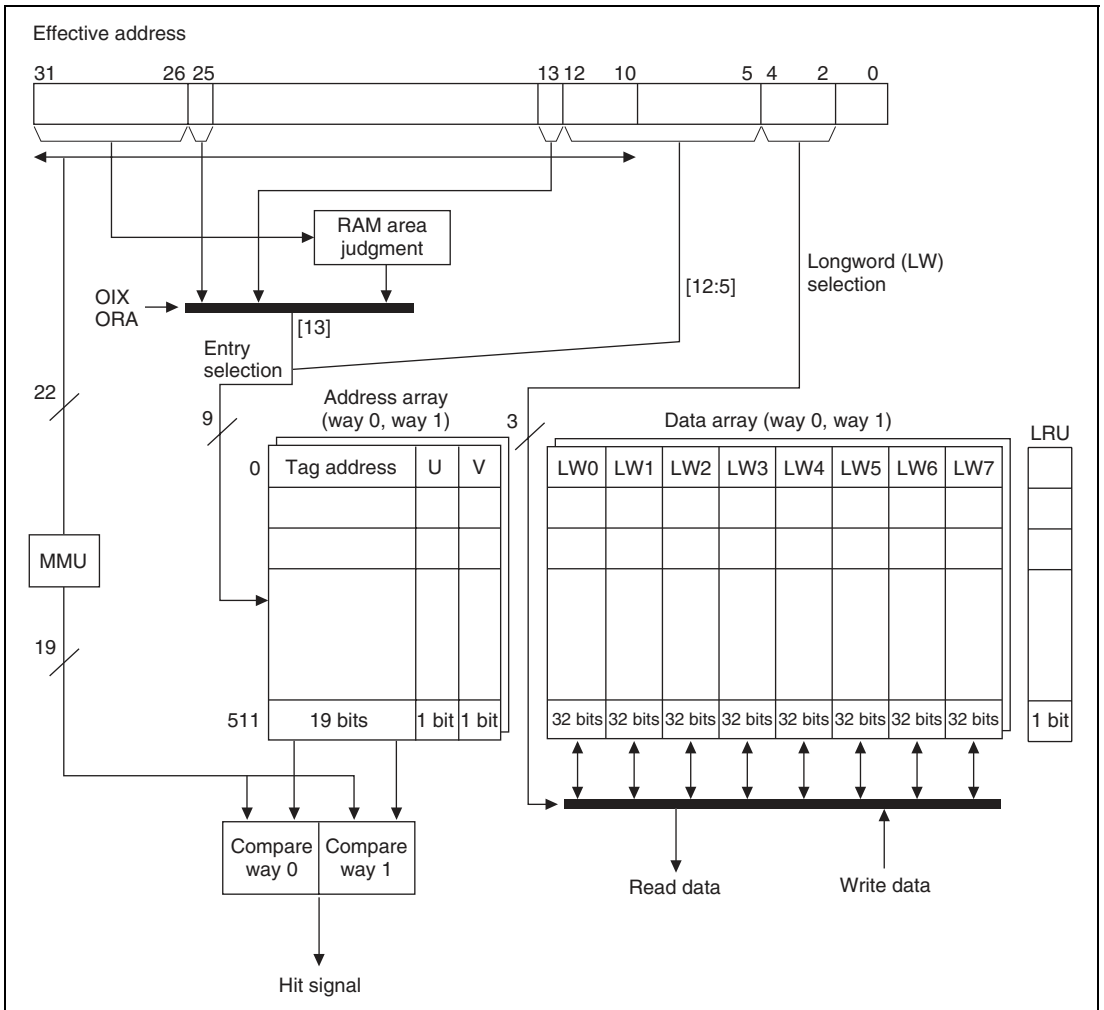 Effective address
31 26 25 13 12 10 5 4 2 0
RAM area
judgment
Longword (LW)
selection
OIX
ORA
[12:5]
[13]
Entry
selection
22
9
Address array
(way 0, way 1)
3
Data array (way 0, way 1)
LRU
0 Tag address U V LW0 LW1 LW2 LW3 LW4 LW5 LW6 LW7
MMU
19
511 19 bits 1 bit 1 bit 32 bits 32 bits 32 bits 32 bits 32 bits 32 bits 32 bits 32 bits 1 bit
Compare
way 0
Compare
way 1
Read data
Write data
Hit signal